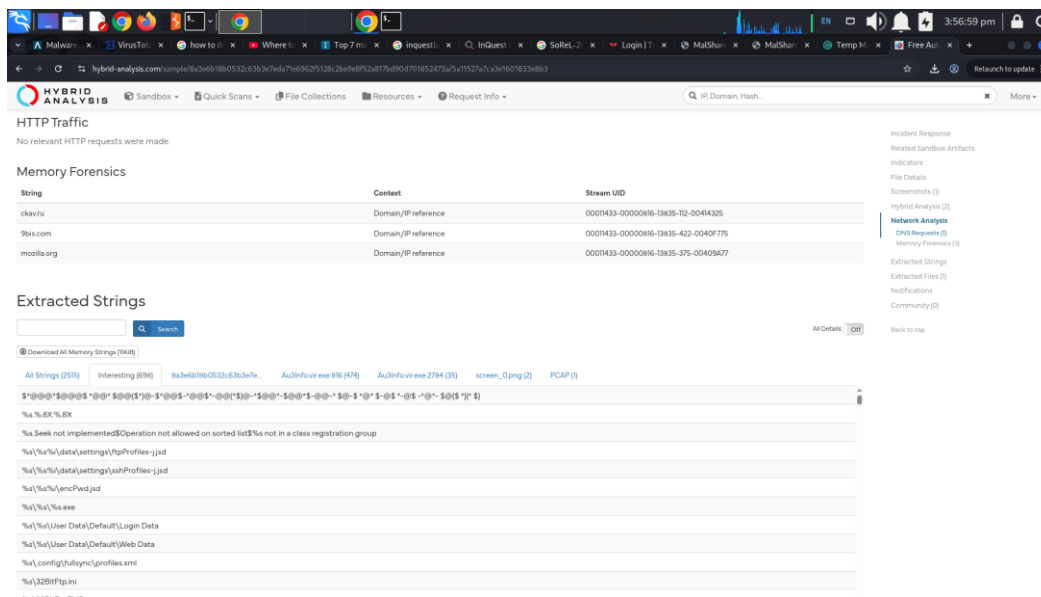 EN 3:56:59 pm
Malware VirusTot how to d Where t Top 7 ma inquestl InQuest SoReL-2 Login | Ti MalShar MalShar Temp M Free Aut
hybrid-analysis.com/sample/8a3e6b18b0532c63b3e7eda71e6962f5128c2be9e8f52a817bd90d701852473a/5a11527a7ca3e1601833e8b3 Relaunch to update
HYBRID ANALYSIS Sandbox Quick Scans File Collections Resources Request Info IP, Domain, Hash... More
HTTP Traffic
No relevant HTTP requests were made.
Memory Forensics
String Context Stream UID
ckav.ru Domain/IP reference 00011433-00000816-13835-112-00414325
9bis.com Domain/IP reference 00011433-00000816-13835-422-0040F775
mozilla.org Domain/IP reference 00011433-00000816-13835-375-00409A77
Extracted Strings
Search
All Details: Off
Download All Memory Strings (11KiB)
All Strings (2515) Interesting (698) 8a3e6b18b0532c63b3e7e... Au3Info.vir.exe:816 (474) Au3Info.vir.exe:2784 (35) screen_0.png (2) PCAP (1)
%s.%.8X:%.8X
%s.Seek not implemented$Operation not allowed on sorted list$%s not in a class registration group
%s\%s%i\data\settings\ftpProfiles-j.jsd
%s\%s%i\data\settings\sshProfiles-j.jsd
%s\%s%i\encPwd.jsd
%s\%s\%s.exe
%s\%s\User Data\Default\Login Data
%s\%s\User Data\Default\Web Data
%s\.config\fullsync\profiles.xml
%s\32BitFtp.ini
Incident Response
Related Sandbox Artifacts
Indicators
File Details
Screenshots (1)
Hybrid Analysis (2)
Network Analysis
DNS Requests (1)
Memory Forensics (3)
Extracted Strings
Extracted Files (1)
Notifications
Community (0)
Back to top